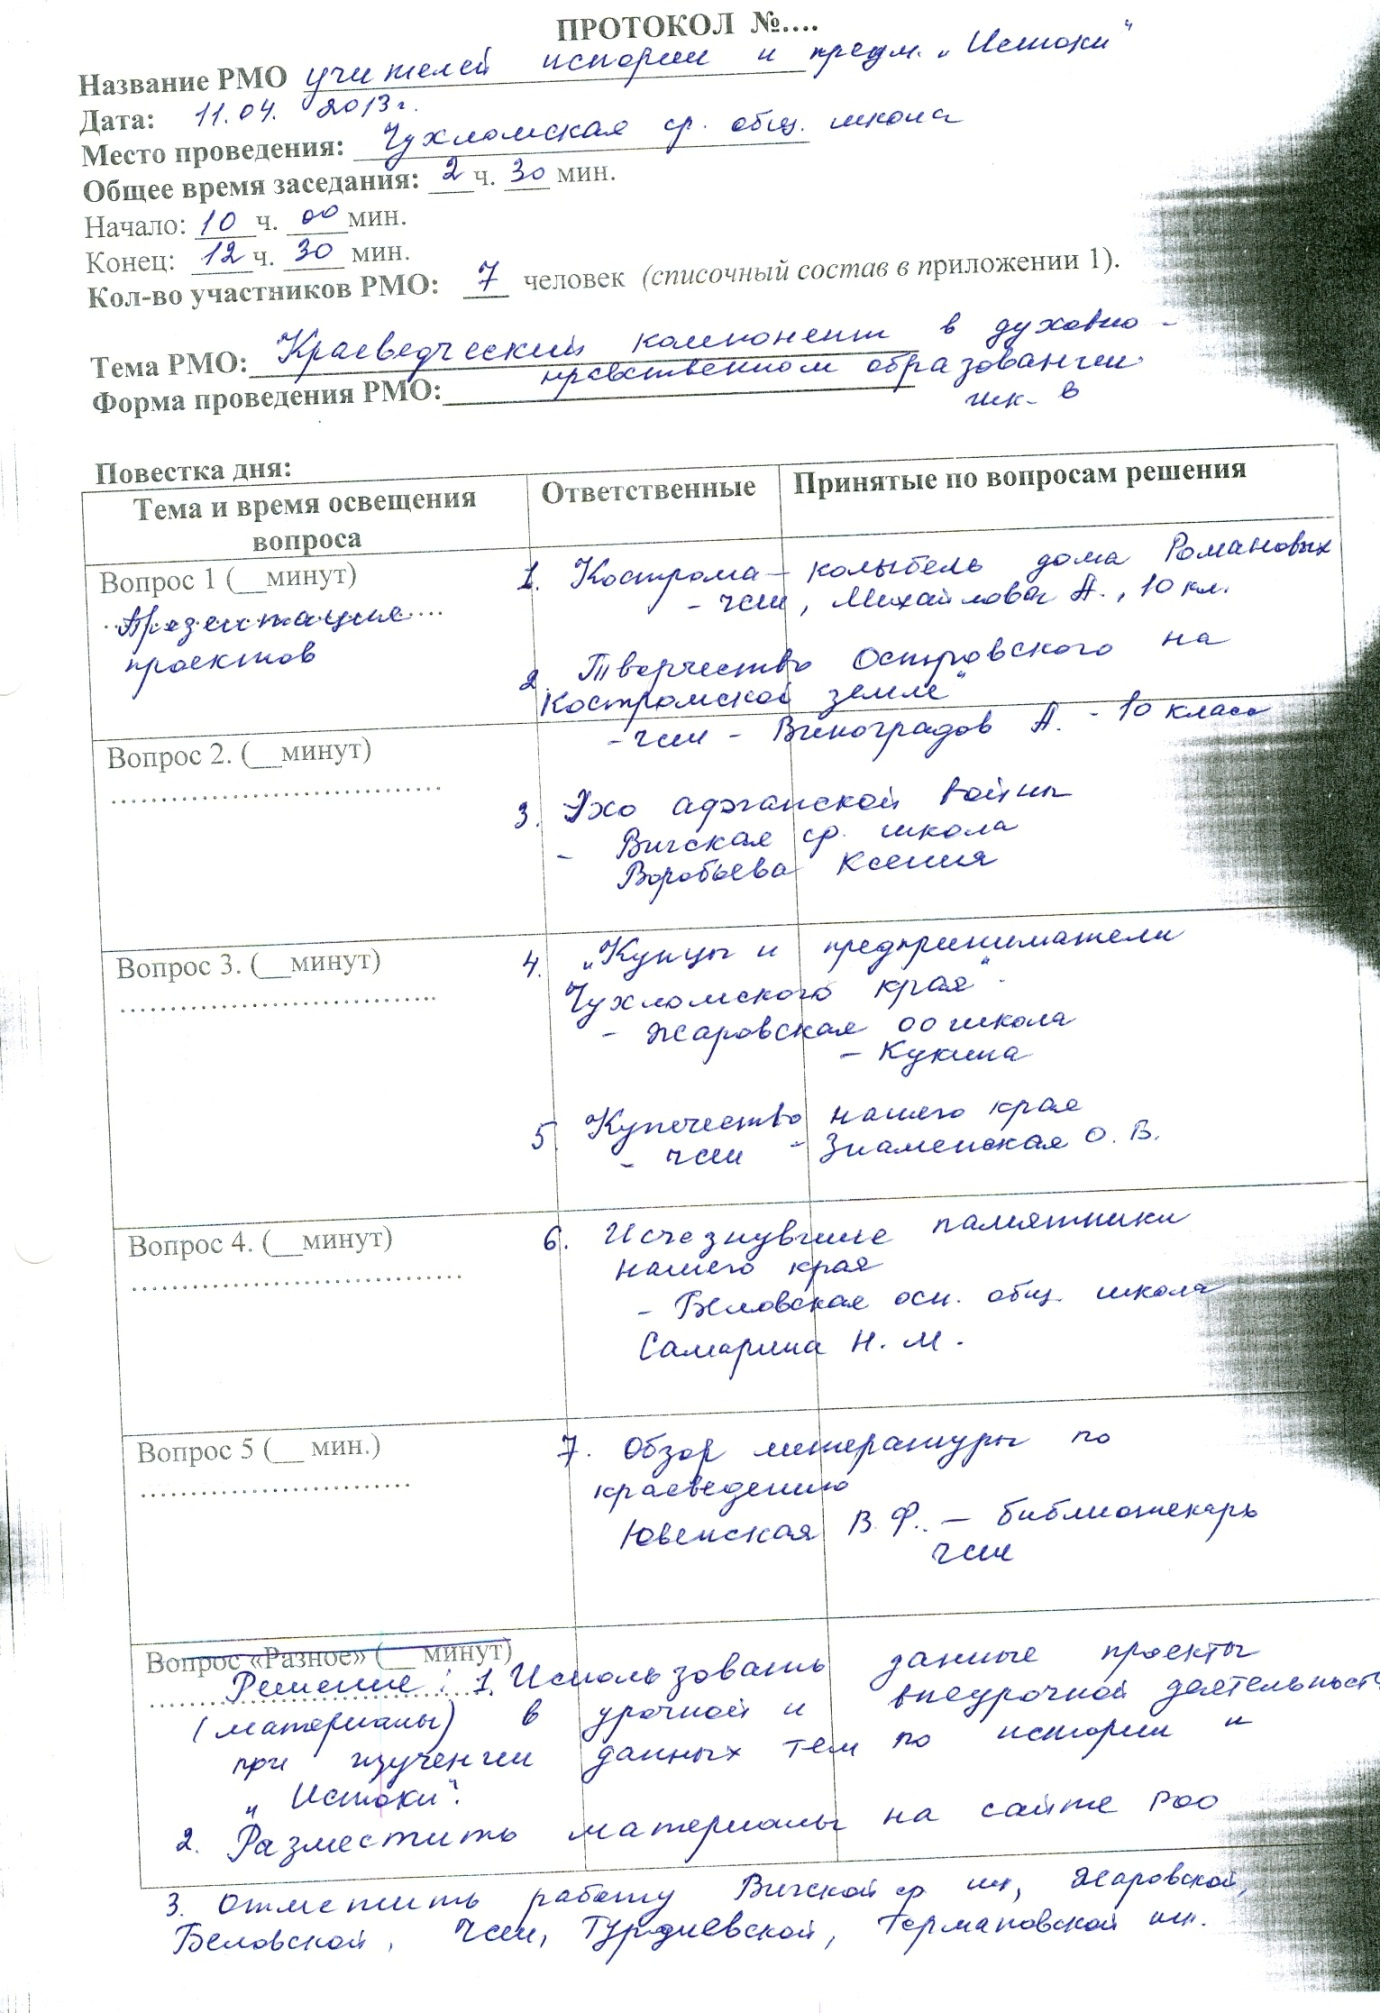 ПРОТОКОЛ №....
Название РМО учителей истории и предм. „Истоки"
Дата: 11.04. 2013г.
Место проведения: Чухломская ср. общ. школа
Общее время заседания: 2 ч. 30 мин.
Начало: 10 ч. 00 мин.
Конец: 12 ч. 30 мин.
Кол-во участников РМО: 7 человек (списочный состав в приложении 1).
Тема РМО: Краеведческий компонент в духовно-
нравственном образовании
Форма проведения РМО:
шк-в
Повестка дня:
Тема и время освещения вопроса Ответственные Принятые по вопросам решения
Вопрос 1 (__минут)
Презентация
проектов
1. Кострома – колыбель дома Романовых
- чсш, Михайлова А., 10 кл.
2. Творчество Островского на
Костромской земле"
Вопрос 2. (__минут)
.................................
- чсш - Виноградов А. - 10 класс
3. Эхо афганской войны
- Вигская ср. школа
Воробьева Ксения
Вопрос 3. (__минут)
................................
4. „Купцы и предприниматели
Чухломского края".
- Жаровская оо школа
- Кукина
5. Купечество нашего края
- чсш - Знаменская О. В.
Вопрос 4. (__минут)
.................................
6. Исчезнувшие памятники
нашего края
- Беловская осн. общ. школа
Самарина Н. М.
Вопрос 5 (__ мин.)
...........................
7. Обзор литературы по
краеведению
Ювенская В. Ф. – библиотекарь
чсш
Вопрос «Разное» (__ минут)
Решение: 1. Использовать данные проекты
(материалы) в урочной и внеурочной деятельност
при изучении данных тем по истории и
„Истоки".
2. Разместить материалы на сайте РОО
3. Отметить работу Вигской ср шк, Жаровской,
Беловской, Чсш, Тургиевской, Тормановской шк.